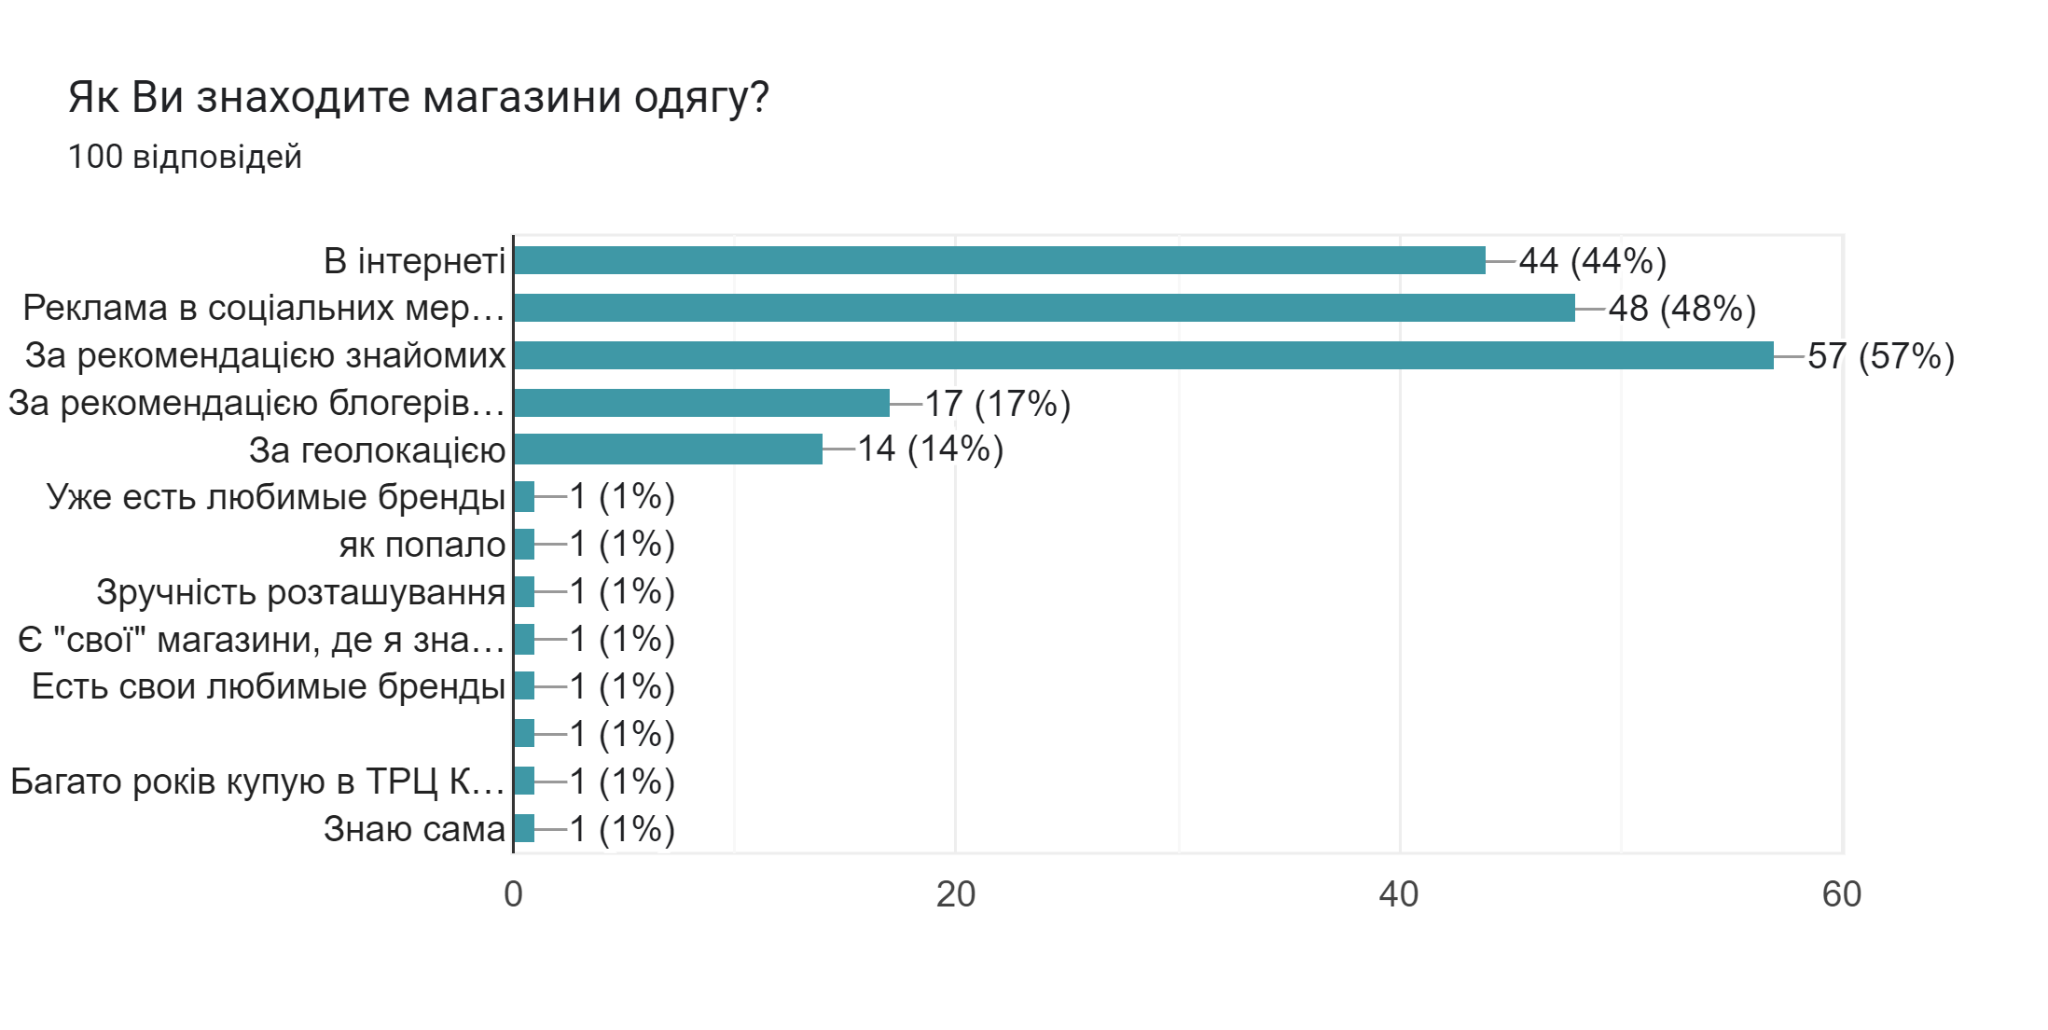 Як Ви знаходите магазини одягу?
100 відповідей
В інтернеті 44 (44%)
Реклама в соціальних мер… 48 (48%)
За рекомендацією знайомих 57 (57%)
За рекомендацією блогерів… 17 (17%)
За геолокацією 14 (14%)
Уже есть любимые бренды 1 (1%)
як попало 1 (1%)
Зручність розташування 1 (1%)
Є "свої" магазини, де я зна… 1 (1%)
Есть свои любимые бренды 1 (1%)
1 (1%)
Багато років купую в ТРЦ К… 1 (1%)
Знаю сама 1 (1%)
0 20 40 60